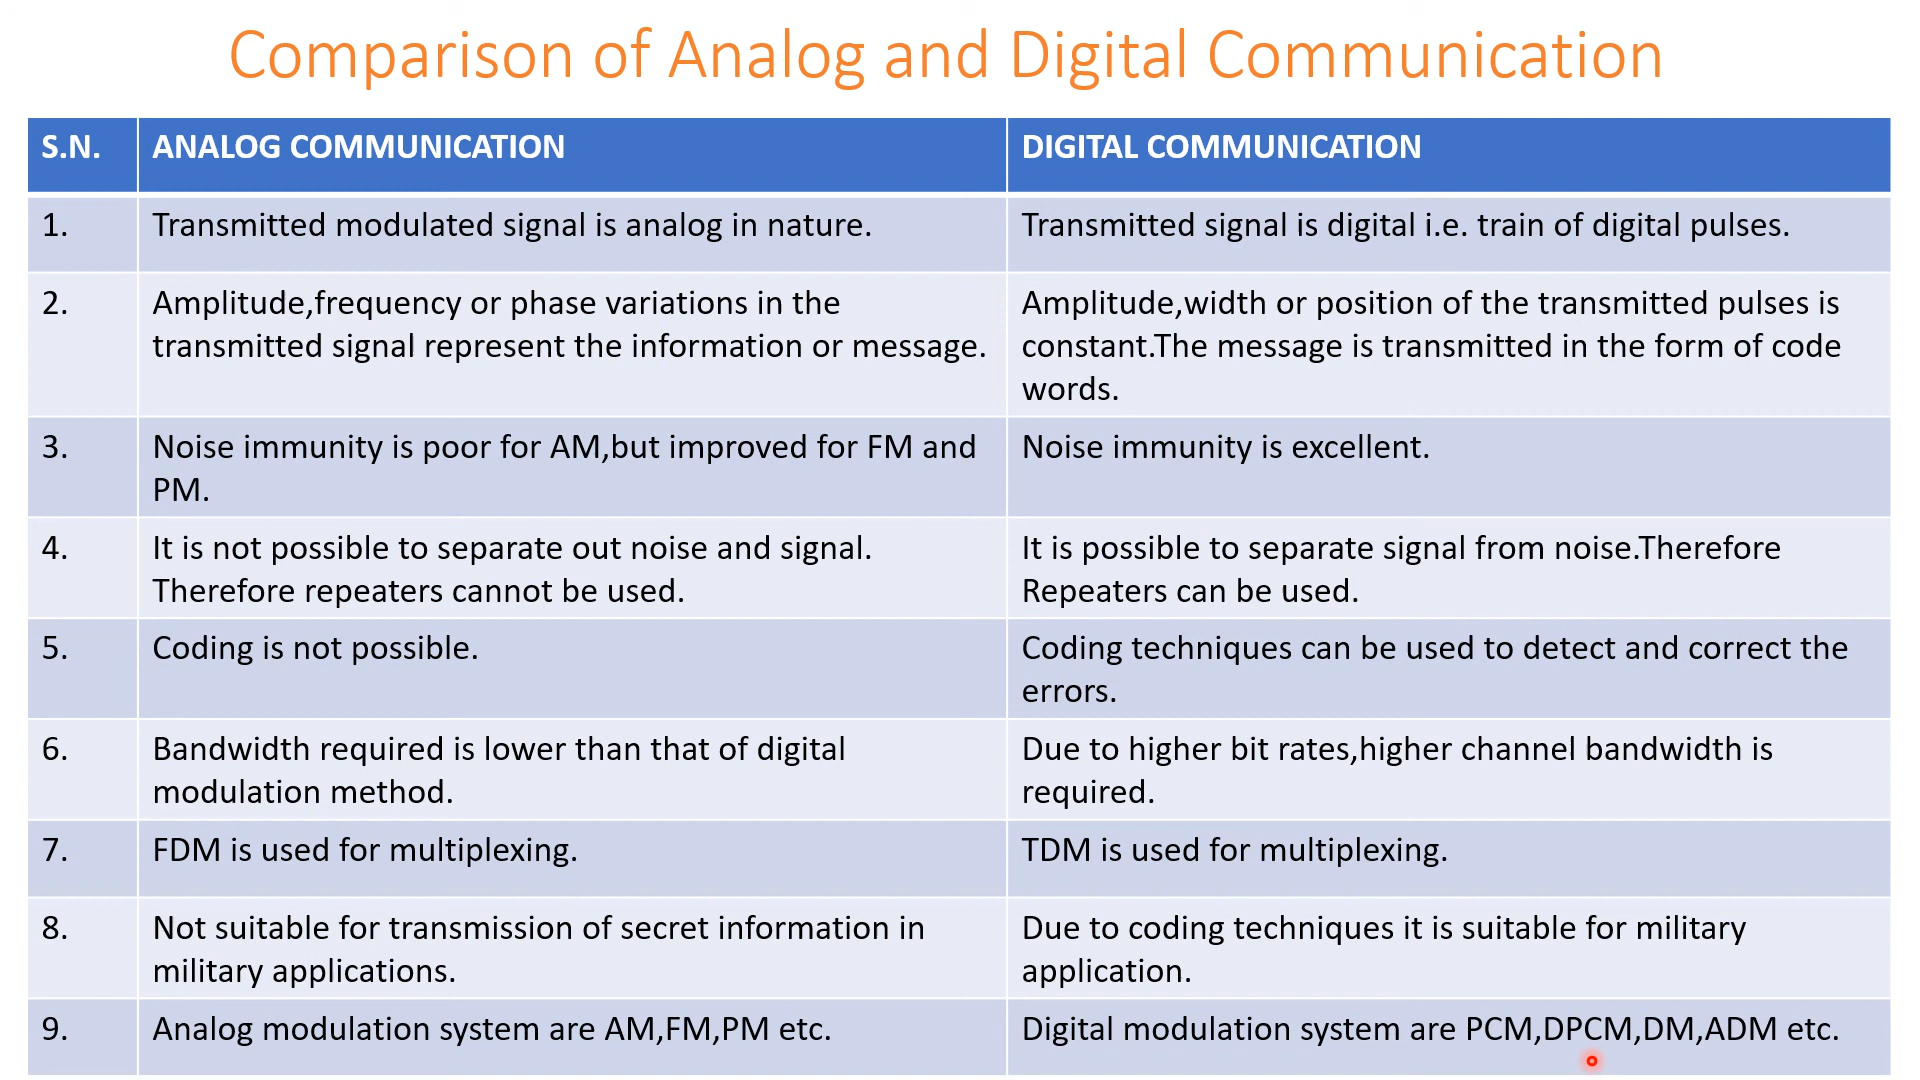 Comparison of Analog and Digital Communication
S.N. ANALOG COMMUNICATION DIGITAL COMMUNICATION
1. Transmitted modulated signal is analog in nature. Transmitted signal is digital i.e. train of digital pulses.
2. Amplitude,frequency or phase variations in the
transmitted signal represent the information or message.
Amplitude,width or position of the transmitted pulses is
constant.The message is transmitted in the form of code
words.
3. Noise immunity is poor for AM,but improved for FM and
PM.
Noise immunity is excellent.
4. It is not possible to separate out noise and signal.
Therefore repeaters cannot be used.
It is possible to separate signal from noise.Therefore
Repeaters can be used.
5. Coding is not possible.
Coding techniques can be used to detect and correct the
errors.
6. Bandwidth required is lower than that of digital
modulation method.
Due to higher bit rates,higher channel bandwidth is
required.
7. FDM is used for multiplexing. TDM is used for multiplexing.
8. Not suitable for transmission of secret information in
military applications.
Due to coding techniques it is suitable for military
application.
9. Analog modulation system are AM,FM,PM etc. Digital modulation system are PCM,DPCM,DM,ADM etc.